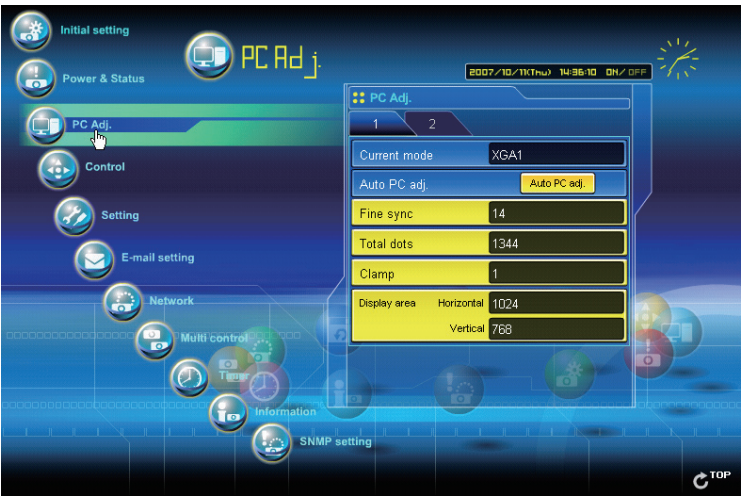 Initial setting
Power & Status
PC Adj.
Control
Setting
E-mail setting
Network
Multi control
Timer
Information
SNMP setting
PC Adj.
2007/10/11(Thu) 14:36:10 ON/OFF
PC Adj.
1 2
Current mode XGA1
Auto PC adj. Auto PC adj.
Fine sync 14
Total dots 1344
Clamp 1
Display area Horizontal 1024
Vertical 768
TOP